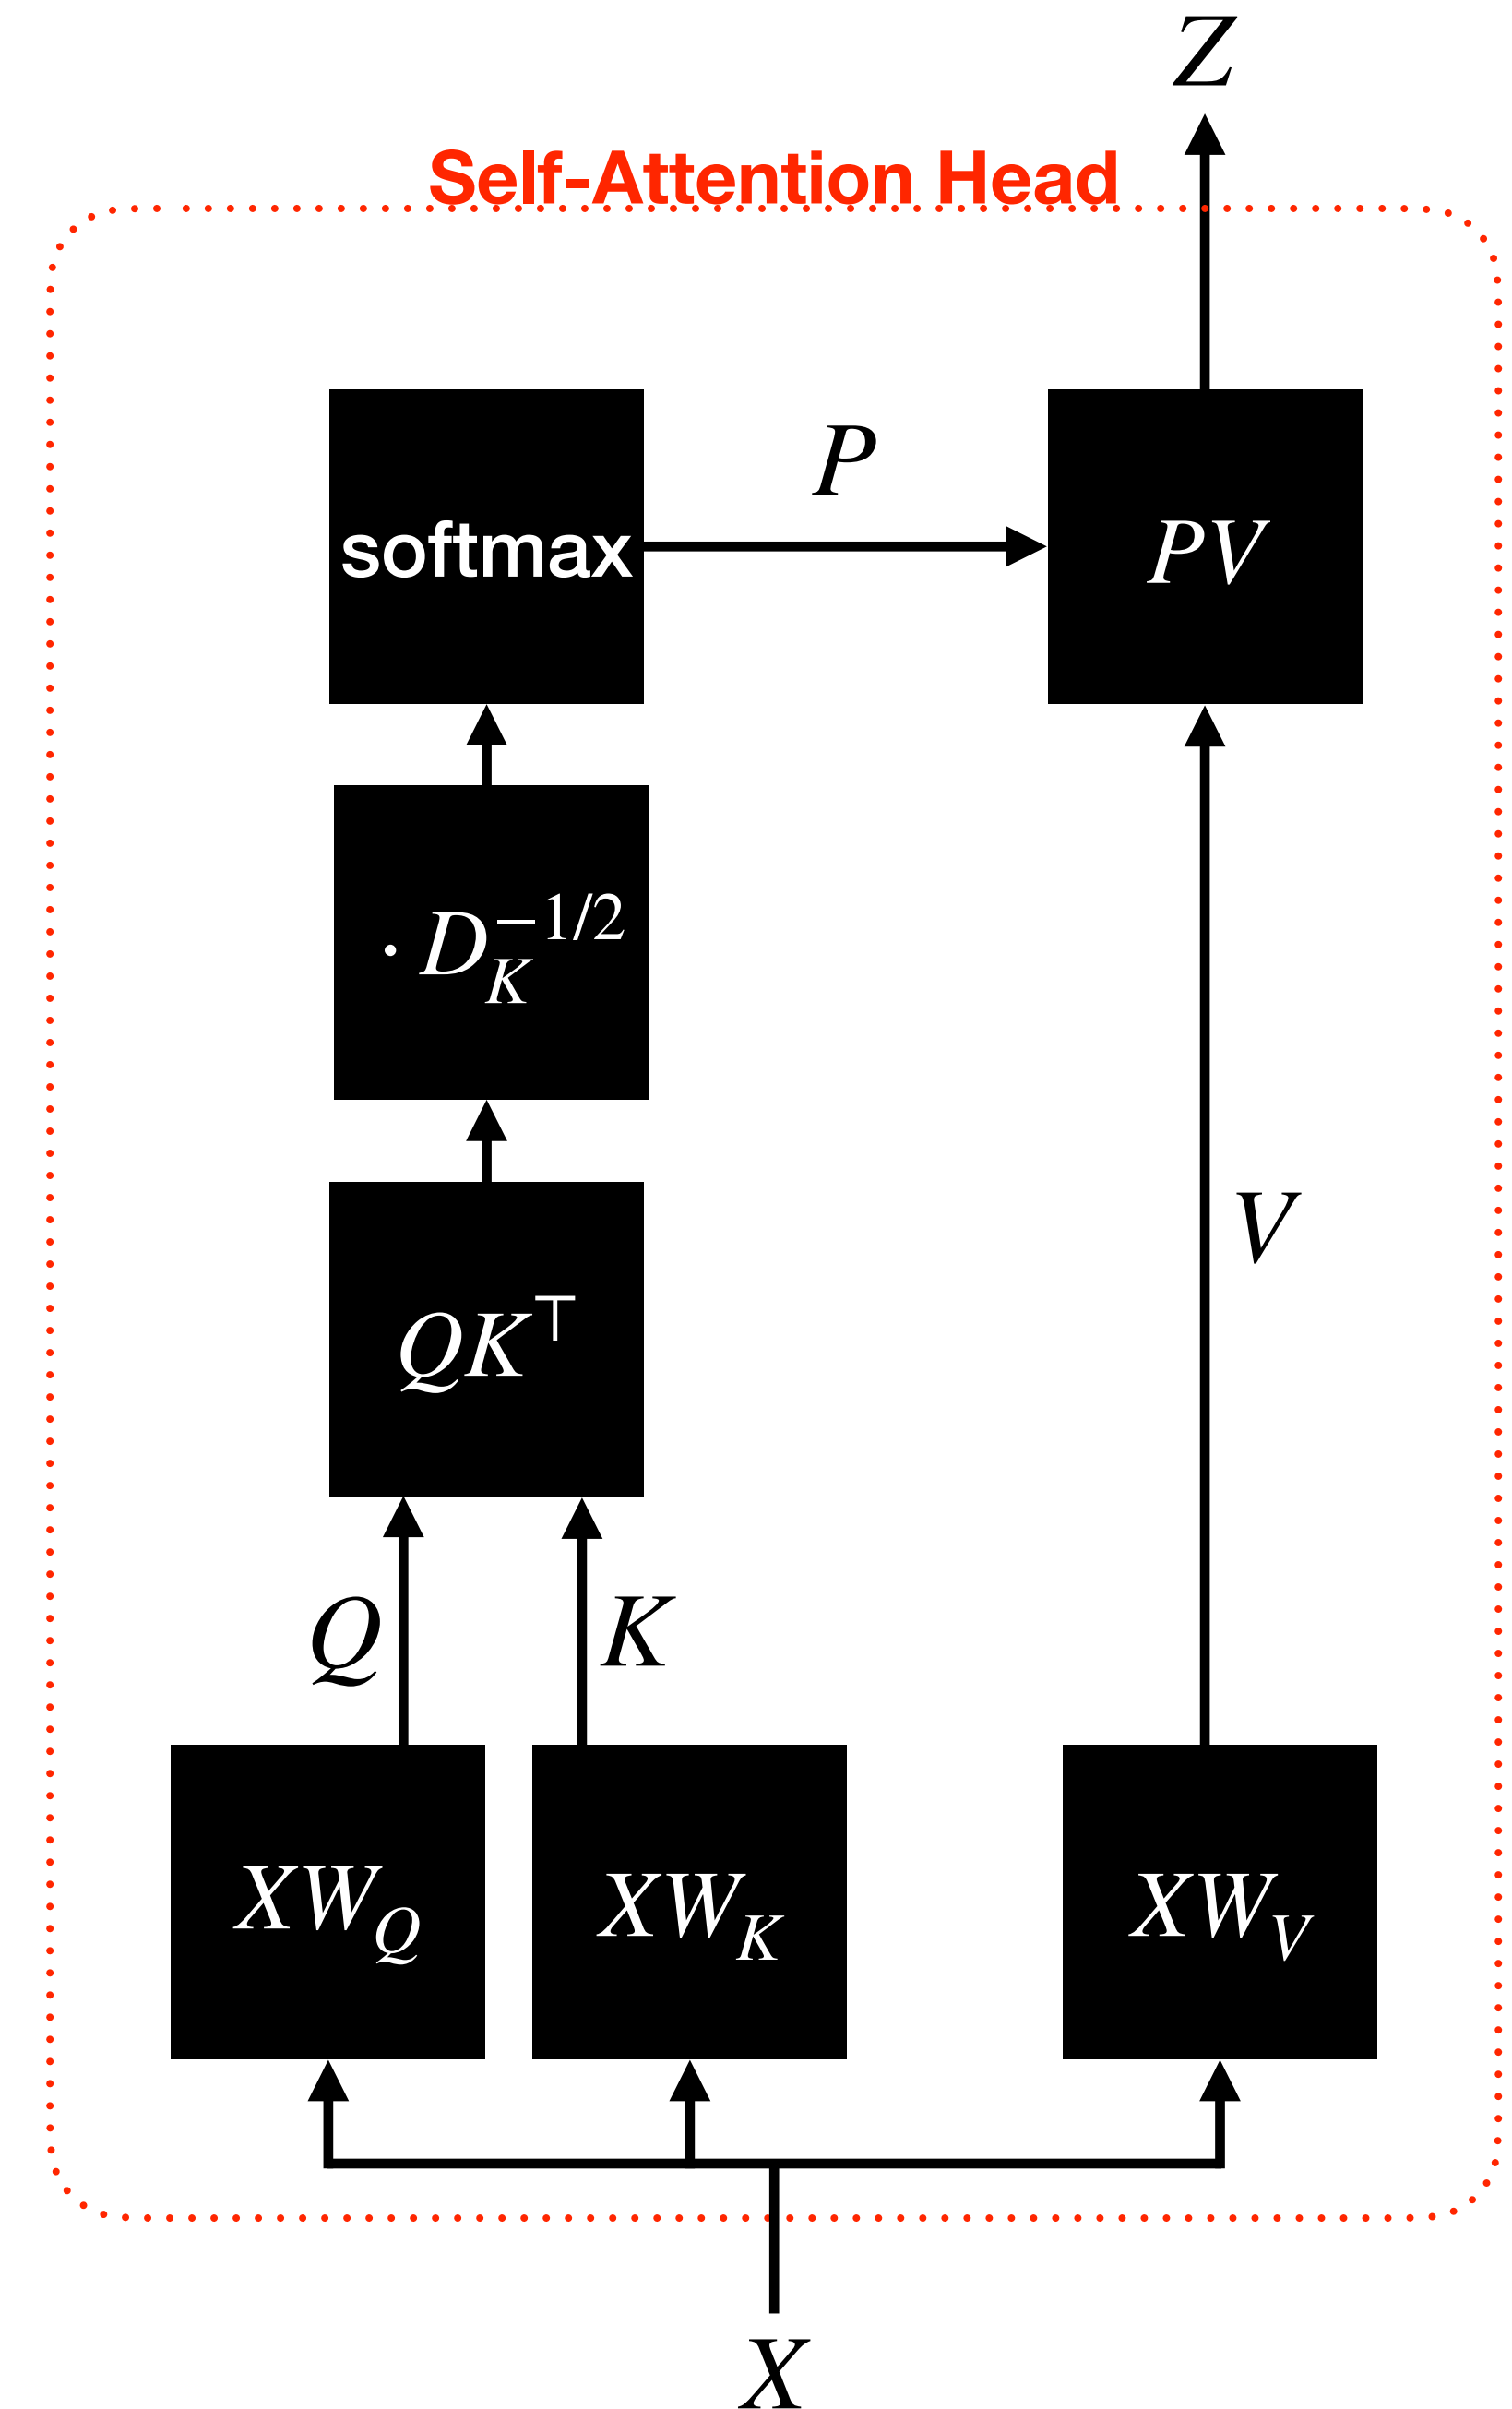 Z
Self-Attention Head
P
softmax
PV
· D_K^{−1/2}
V
QK^⊤
Q
K
XW_Q
XW_K
XW_V
X